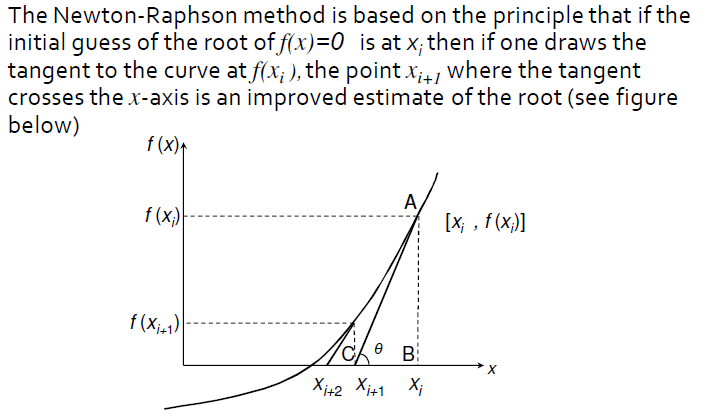 The Newton-Raphson method is based on the principle that if the
initial guess of the root of f(x)=0 is at xᵢ then if one draws the
tangent to the curve at f(xᵢ ), the point xᵢ₊₁ where the tangent
crosses the x-axis is an improved estimate of the root (see figure
below)
f (x)
f (xᵢ)
A
[xᵢ , f (xᵢ)]
f (xᵢ₊₁)
C θ B
x
Xᵢ₊₂ Xᵢ₊₁ Xᵢ